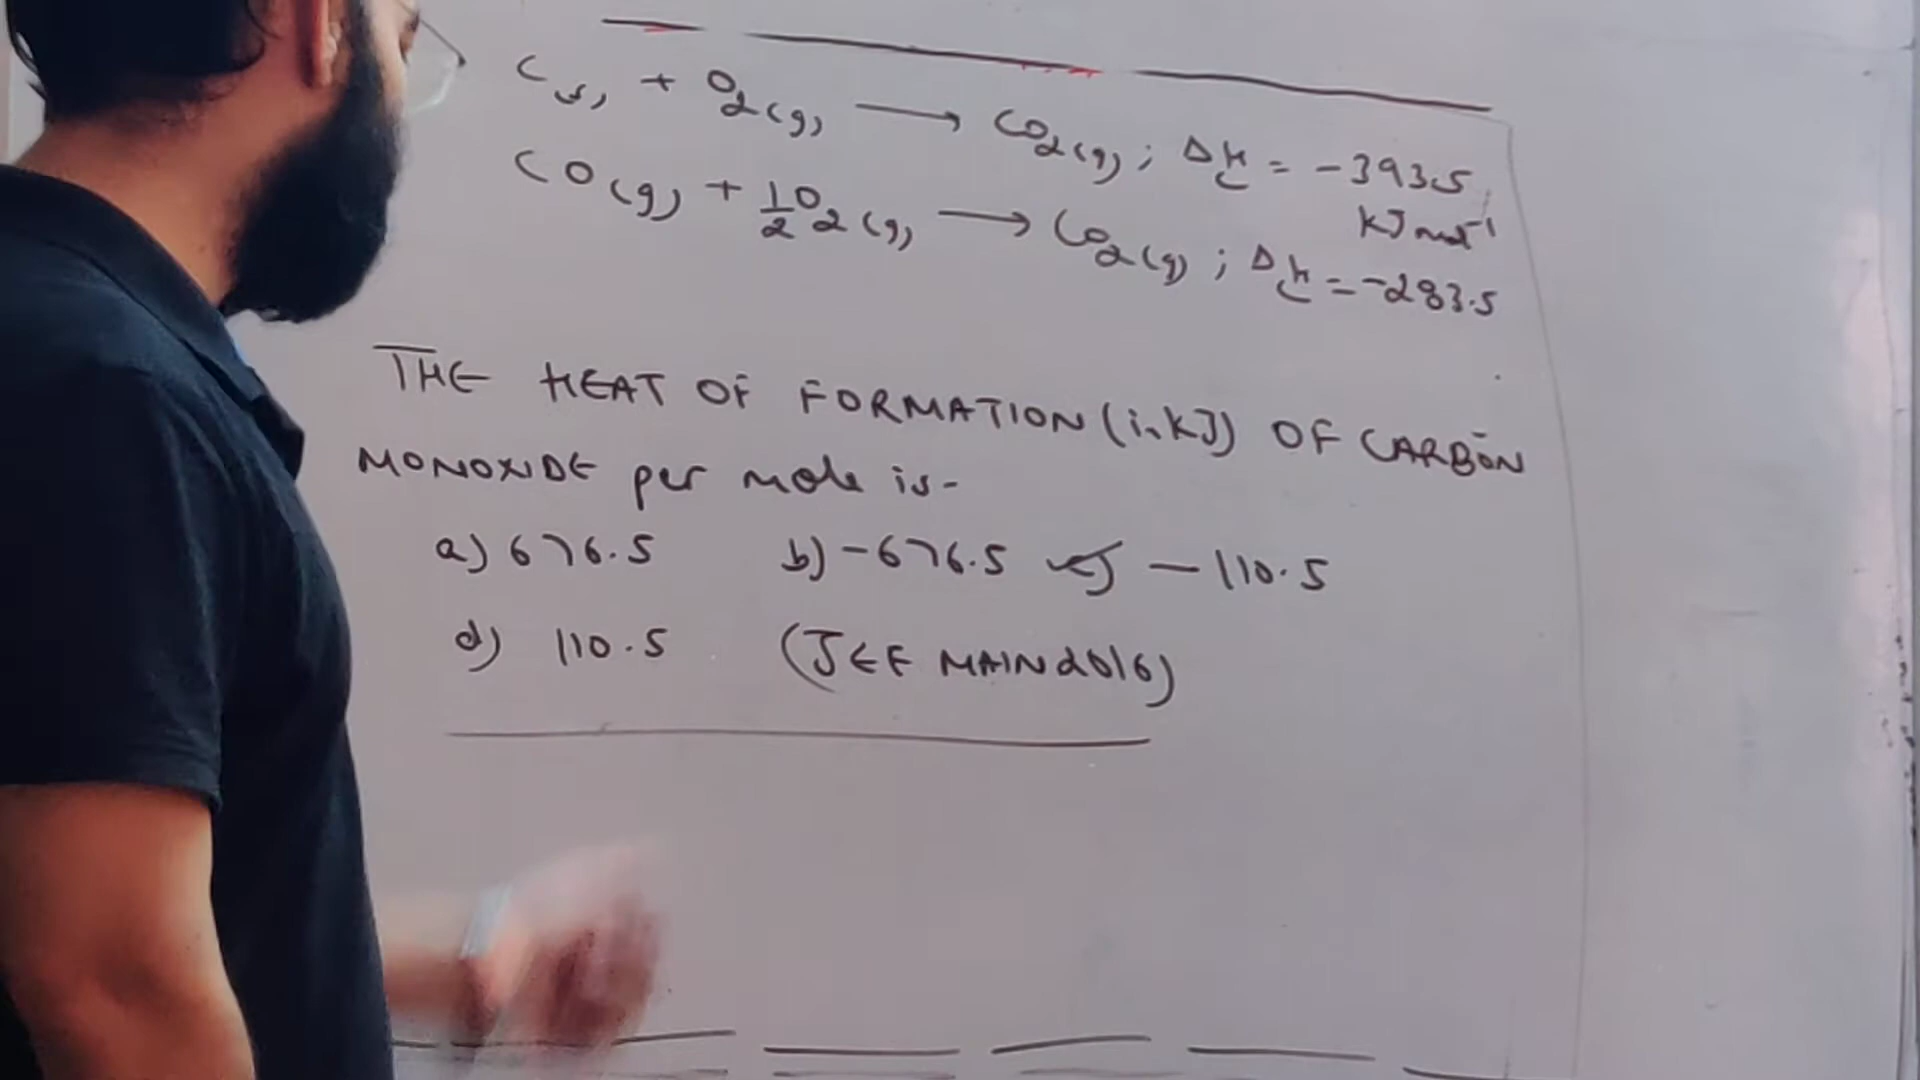 C(s) + O2(g) ⟶ CO2(g) ; ΔHc = -393.5
kJ mol-1
CO(g) + 1/2 O2(g) ⟶ CO2(g) ; ΔHc = -283.5
THE HEAT OF FORMATION (in kJ) OF CARBON
MONOXIDE per mole is -
a) 676.5 b) -676.5 c) - 110.5
d) 110.5 (JEE MAIN 2016)